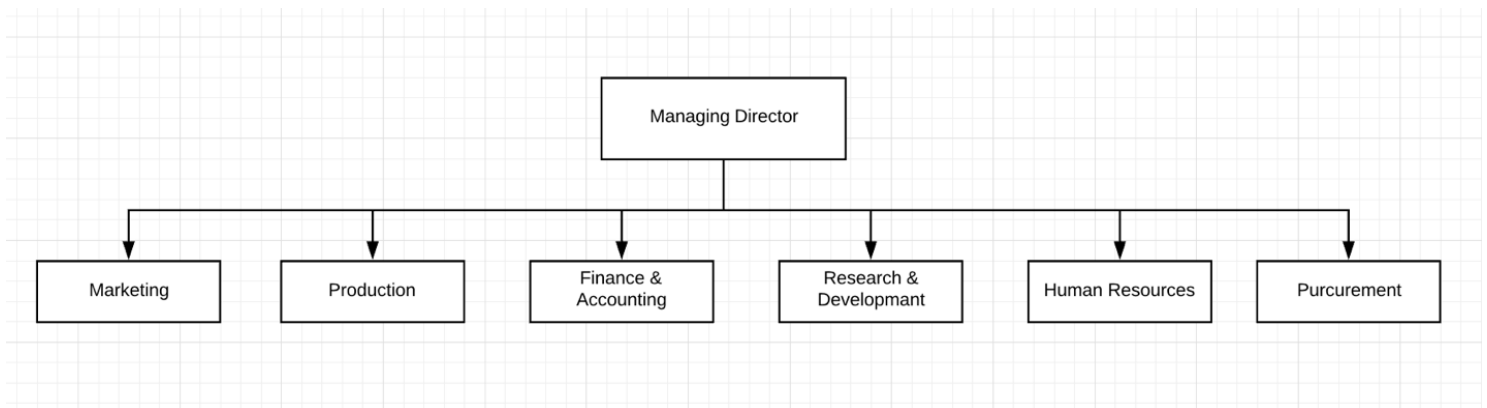 Managing Director
Marketing
Production
Finance &
Accounting
Research &
Developmant
Human Resources
Purcurement